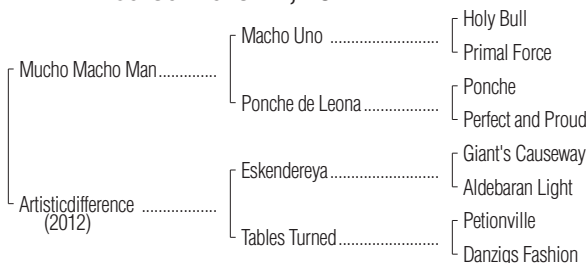 Holy Bull
Macho Uno ....................
Primal Force
Mucho Macho Man..............
Ponche
Ponche de Leona..................
Perfect and Proud
Giant's Causeway
Eskendereya.........................
Aldebaran Light
Artisticdifference ..................
(2012)
Petionville
Tables Turned.......................
Danzigs Fashion